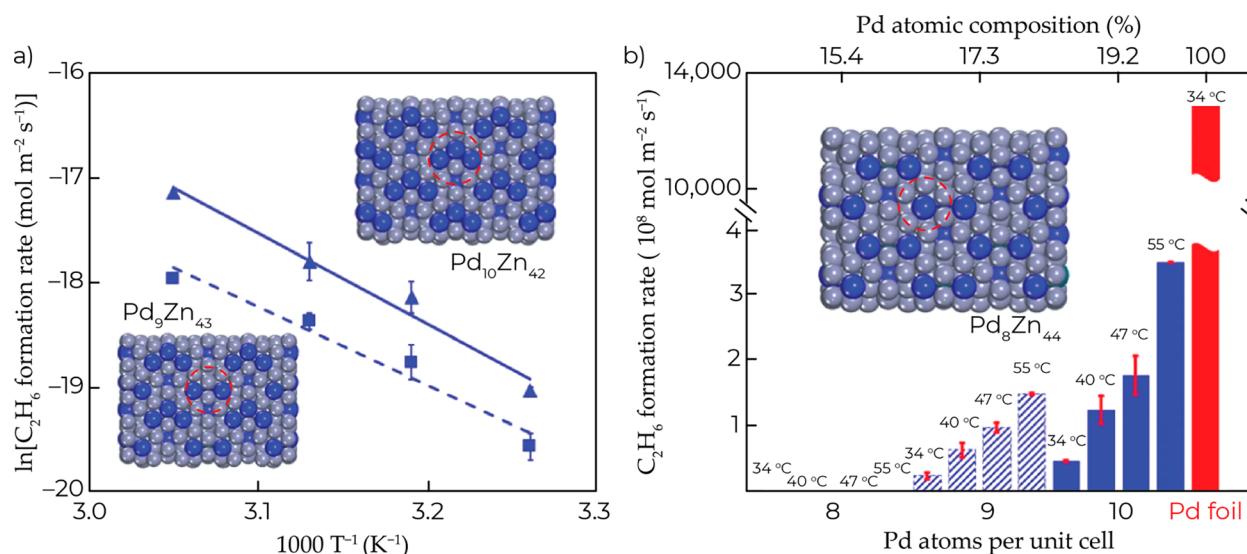 a)
ln[C₂H₆ formation rate (mol m⁻² s⁻¹)]
–16
–17
–18
–19
–20
Pd₁₀Zn₄₂
Pd₉Zn₄₃
3.0
3.1
3.2
3.3
1000 T⁻¹ (K⁻¹)
b)
Pd atomic composition (%)
15.4
17.3
19.2
100
C₂H₆ formation rate ( 10⁸ mol m⁻² s⁻¹)
14,000
10,000
4
3
2
1
Pd₈Zn₄₄
34 °C
40 °C
47 °C
55 °C
34 °C
40 °C
47 °C
55 °C
34 °C
40 °C
47 °C
55 °C
34 °C
8
9
10
Pd foil
Pd atoms per unit cell